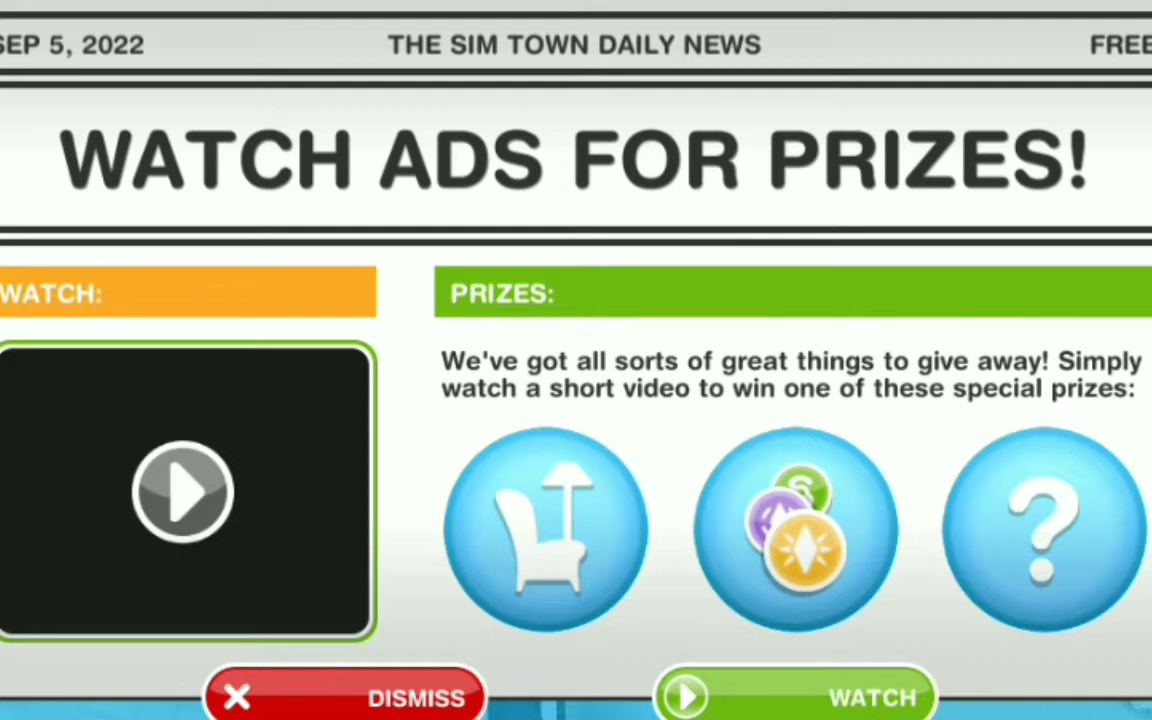 SEP 5, 2022
THE SIM TOWN DAILY NEWS
FREE
WATCH ADS FOR PRIZES!
WATCH:
PRIZES:
We've got all sorts of great things to give away! Simply
watch a short video to win one of these special prizes:
?
DISMISS
WATCH